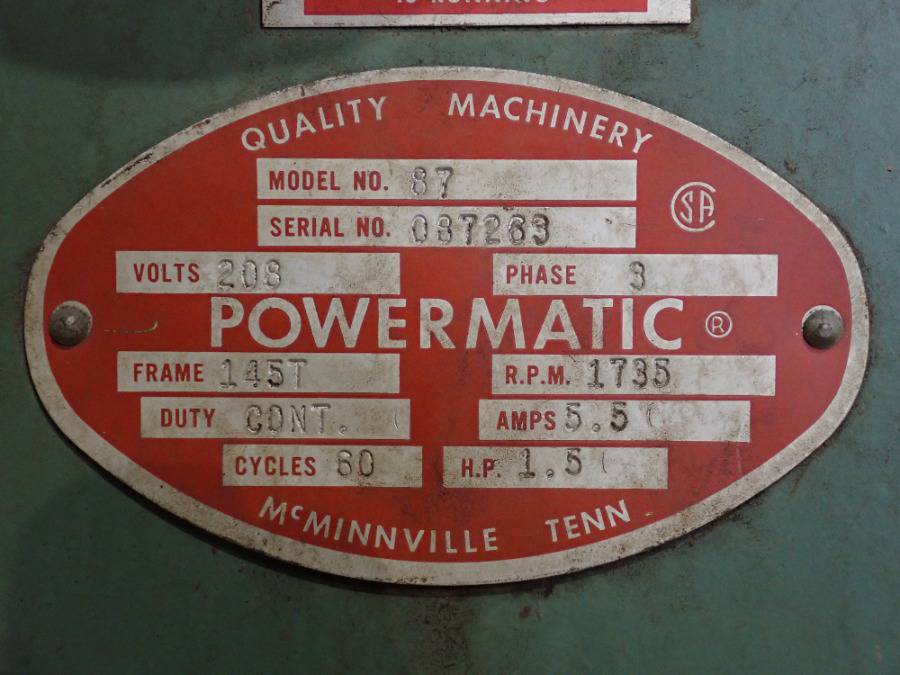 QUALITY MACHINERY
MODEL NO. 87
SERIAL NO. 087263
CSA
VOLTS 208 PHASE 3
POWERMATIC ®
FRAME 145T R.P.M. 1735
DUTY CONT. AMPS 5.5
CYCLES 60 H.P. 1.5
McMINNVILLE TENN